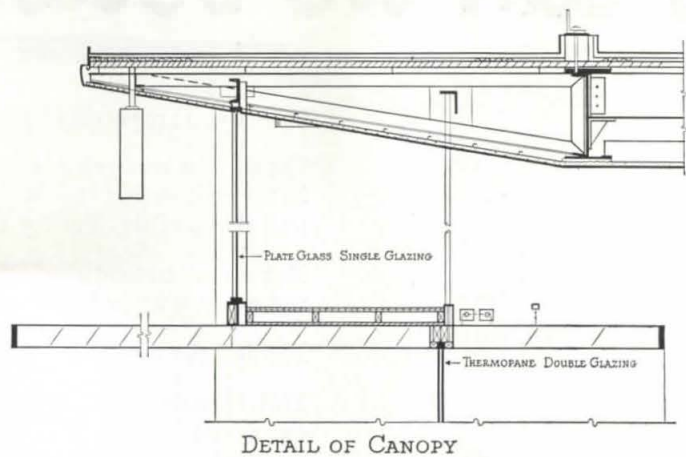 PLATE GLASS SINGLE GLAZING
THERMOPANE DOUBLE GLAZING
DETAIL OF CANOPY